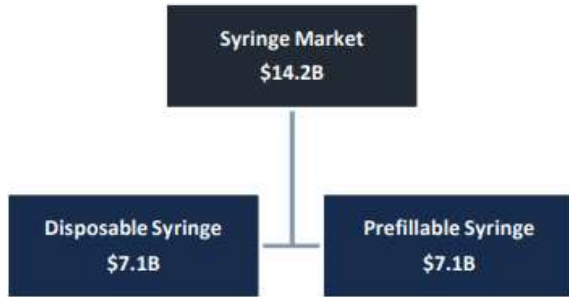 Syringe Market
$14.2B
Disposable Syringe
$7.1B
Prefillable Syringe
$7.1B